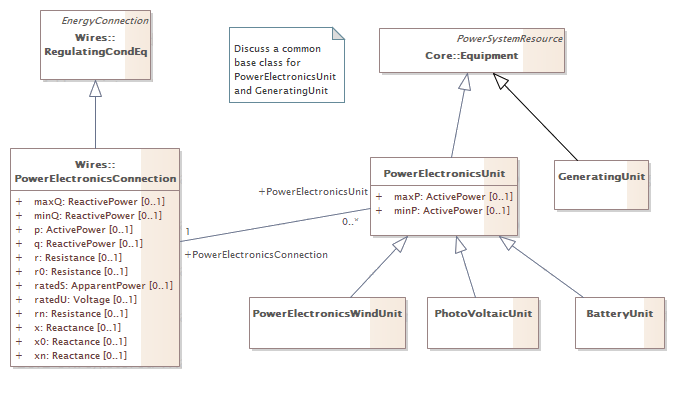 EnergyConnection
Wires::
RegulatingCondEq
Discuss a common
base class for
PowerElectronicsUnit
and GeneratingUnit
PowerSystemResource
Core::Equipment
Wires::
PowerElectronicsConnection
+ maxQ: ReactivePower [0..1]
+ minQ: ReactivePower [0..1]
+ p: ActivePower [0..1]
+ q: ReactivePower [0..1]
+ r: Resistance [0..1]
+ r0: Resistance [0..1]
+ ratedS: ApparentPower [0..1]
+ ratedU: Voltage [0..1]
+ rn: Resistance [0..1]
+ x: Reactance [0..1]
+ x0: Reactance [0..1]
+ xn: Reactance [0..1]
+PowerElectronicsUnit
0..*
1
+PowerElectronicsConnection
PowerElectronicsUnit
+ maxP: ActivePower [0..1]
+ minP: ActivePower [0..1]
GeneratingUnit
PowerElectronicsWindUnit
PhotoVoltaicUnit
BatteryUnit